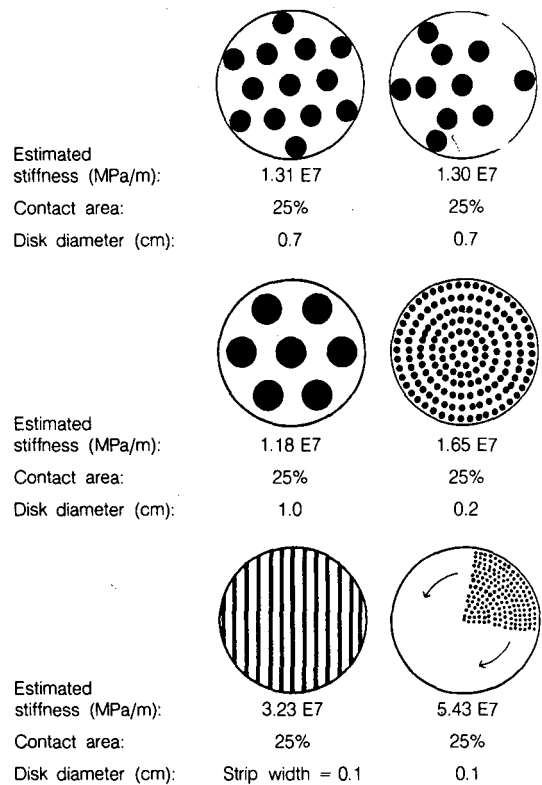 Estimated
stiffness (MPa/m): 1.31 E7 1.30 E7
Contact area: 25% 25%
Disk diameter (cm): 0.7 0.7
Estimated
stiffness (MPa/m): 1.18 E7 1.65 E7
Contact area: 25% 25%
Disk diameter (cm): 1.0 0.2
Estimated
stiffness (MPa/m): 3.23 E7 5.43 E7
Contact area: 25% 25%
Disk diameter (cm): Strip width = 0.1 0.1